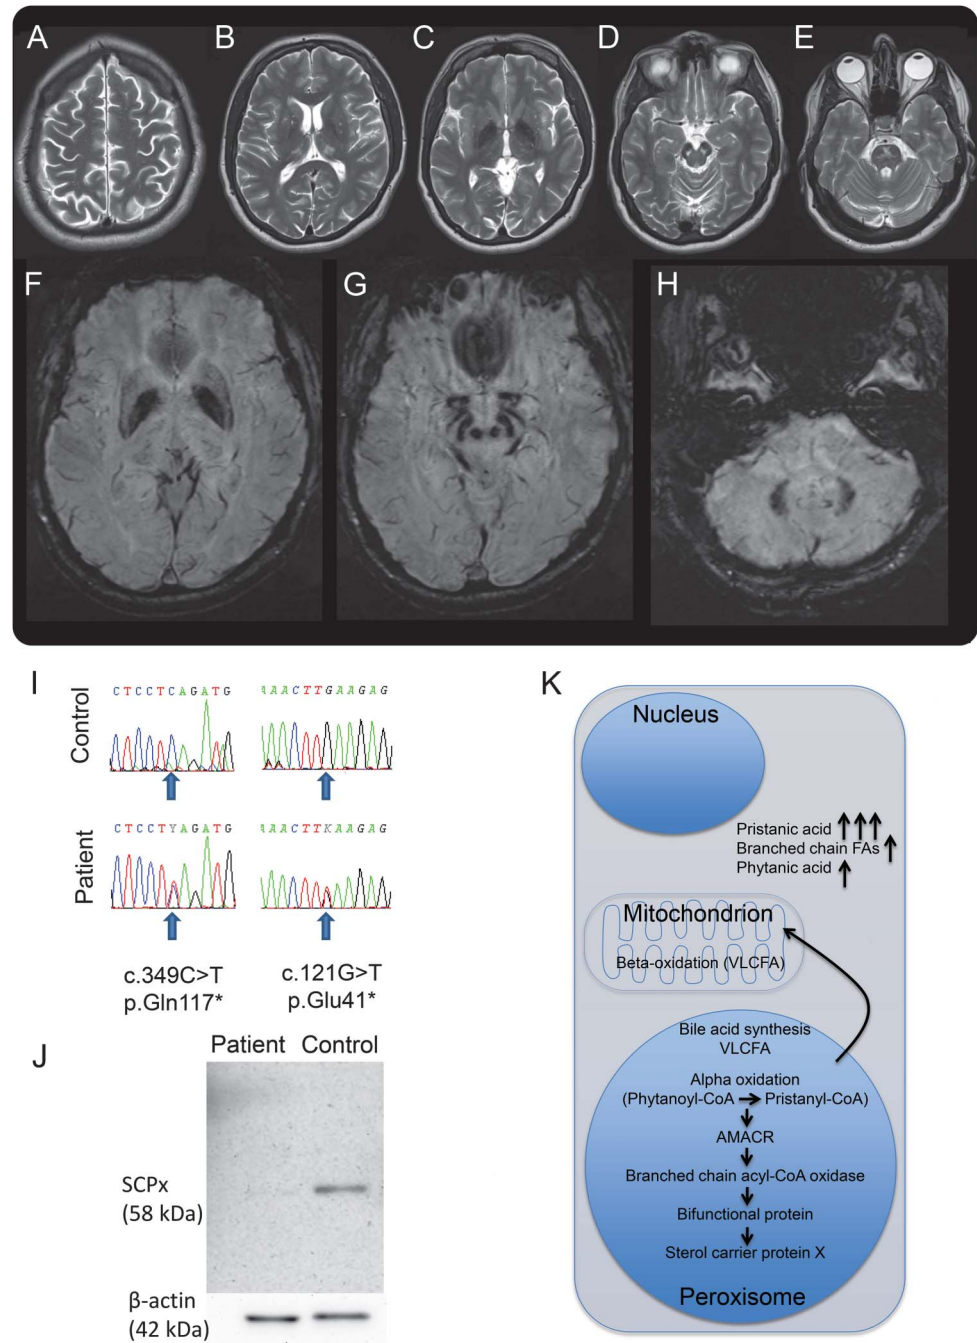 A
B
C
D
E
F
G
H
I
Control
CTCCTCAGATG
AAACTTGAAGAG
Patient
CTCCTYAGATG
AAACTTKAAGAG
c.349C>T
p.Gln117*
c.121G>T
p.Glu41*
J
Patient
Control
SCPx
(58 kDa)
β-actin
(42 kDa)
K
Nucleus
Pristanic acid
Branched chain FAs
Phytanic acid
Mitochondrion
Beta-oxidation (VLCFA)
Bile acid synthesis
VLCFA
Alpha oxidation
(Phytanoyl-CoA → Pristanyl-CoA)
AMACR
Branched chain acyl-CoA oxidase
Bifunctional protein
Sterol carrier protein X
Peroxisome